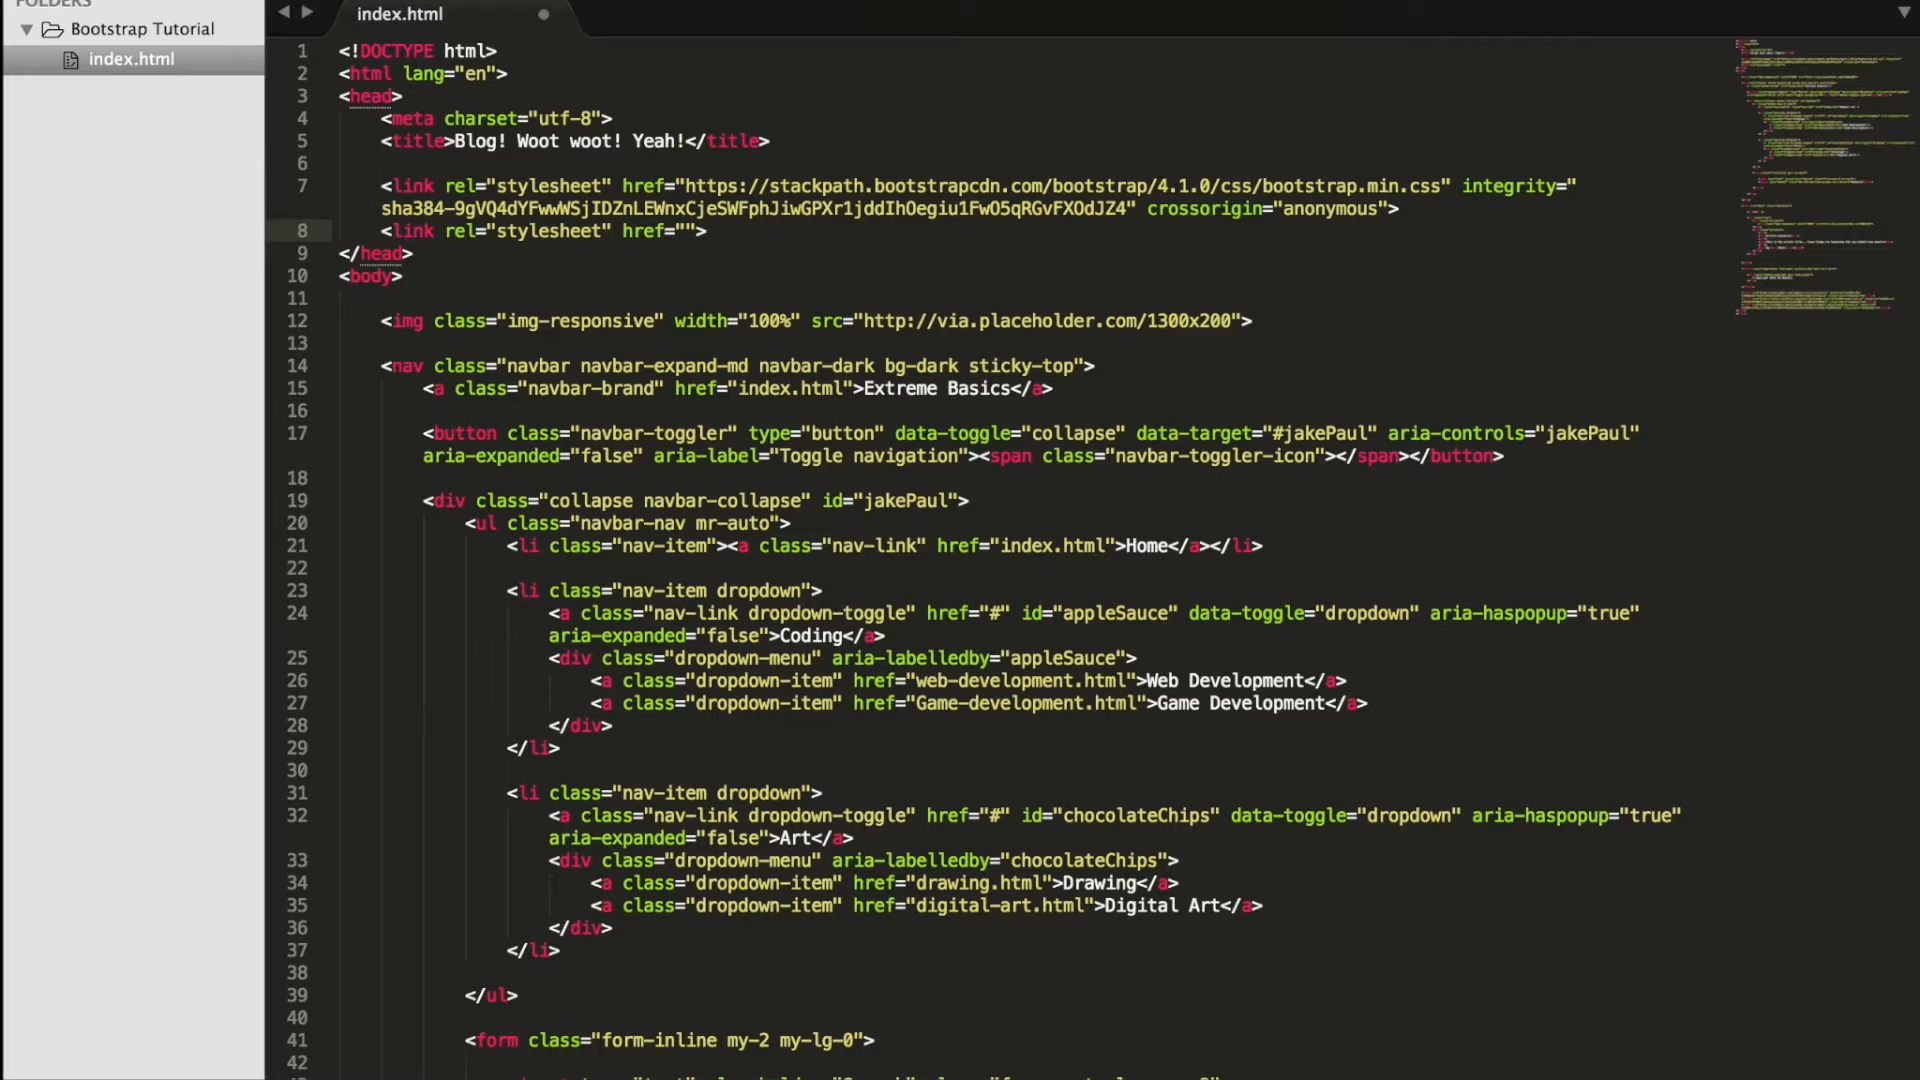 FOLDERS
Bootstrap Tutorial
index.html
index.html
1 <!DOCTYPE html>
2 <html lang="en">
3 <head>
4 <meta charset="utf-8">
5 <title>Blog! Woot woot! Yeah!</title>
6
7 <link rel="stylesheet" href="https://stackpath.bootstrapcdn.com/bootstrap/4.1.0/css/bootstrap.min.css" integrity="
sha384-9gVQ4dYFwwWSjIDZnLEWnxCjeSWFphJiwGPXr1jddIhOegiu1FwO5qRGvFXOdJZ4" crossorigin="anonymous">
8 <link rel="stylesheet" href="">
9 </head>
10 <body>
11
12 <img class="img-responsive" width="100%" src="http://via.placeholder.com/1300x200">
13
14 <nav class="navbar navbar-expand-md navbar-dark bg-dark sticky-top">
15 <a class="navbar-brand" href="index.html">Extreme Basics</a>
16
17 <button class="navbar-toggler" type="button" data-toggle="collapse" data-target="#jakePaul" aria-controls="jakePaul"
aria-expanded="false" aria-label="Toggle navigation"><span class="navbar-toggler-icon"></span></button>
18
19 <div class="collapse navbar-collapse" id="jakePaul">
20 <ul class="navbar-nav mr-auto">
21 <li class="nav-item"><a class="nav-link" href="index.html">Home</a></li>
22
23 <li class="nav-item dropdown">
24 <a class="nav-link dropdown-toggle" href="#" id="appleSauce" data-toggle="dropdown" aria-haspopup="true"
aria-expanded="false">Coding</a>
25 <div class="dropdown-menu" aria-labelledby="appleSauce">
26 <a class="dropdown-item" href="web-development.html">Web Development</a>
27 <a class="dropdown-item" href="Game-development.html">Game Development</a>
28 </div>
29 </li>
30
31 <li class="nav-item dropdown">
32 <a class="nav-link dropdown-toggle" href="#" id="chocolateChips" data-toggle="dropdown" aria-haspopup="true"
aria-expanded="false">Art</a>
33 <div class="dropdown-menu" aria-labelledby="chocolateChips">
34 <a class="dropdown-item" href="drawing.html">Drawing</a>
35 <a class="dropdown-item" href="digital-art.html">Digital Art</a>
36 </div>
37 </li>
38
39 </ul>
40
41 <form class="form-inline my-2 my-lg-0">
42